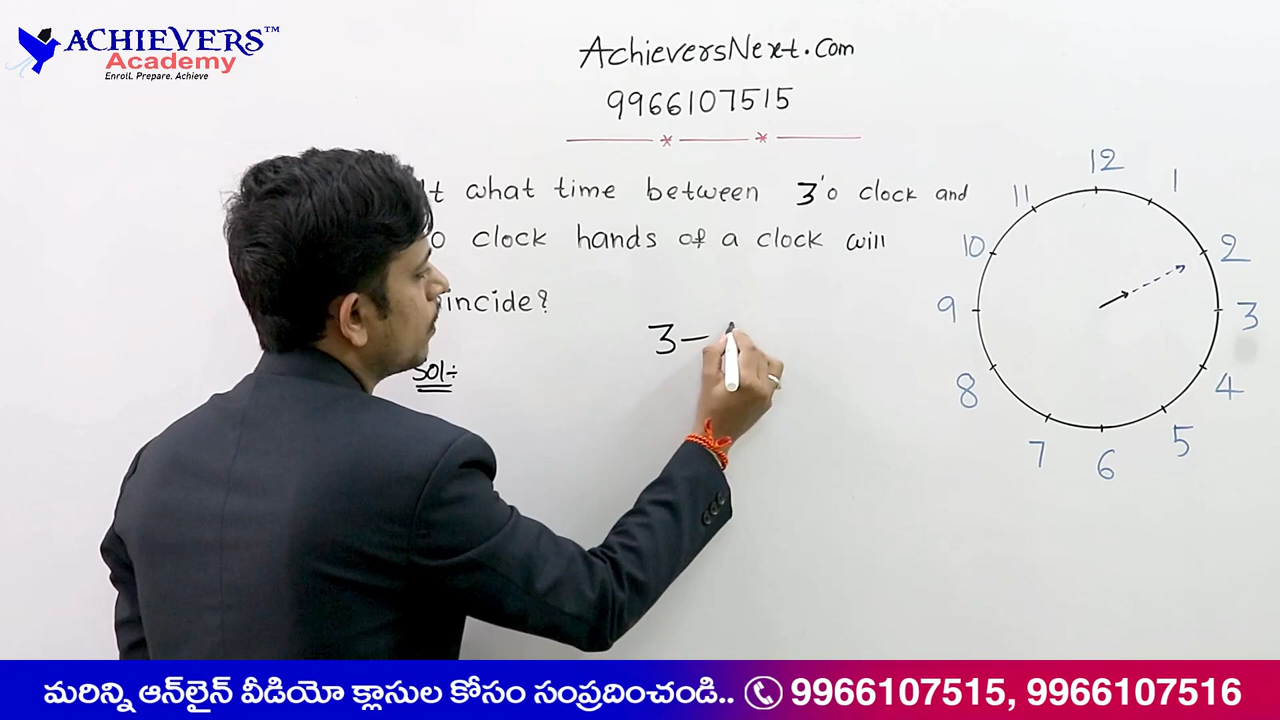 ACHIEVERS™
Academy
Enroll. Prepare. Achieve
AchieversNext.com
9966107515
what time between 3'o clock and
o clock hands of a clock will
incide?
Sol:-
3-
12
1
2
3
4
5
6
7
8
9
10
11
మరిన్ని ఆన్‌లైన్ వీడియో క్లాసుల కోసం సంప్రదించండి.. 9966107515, 9966107516